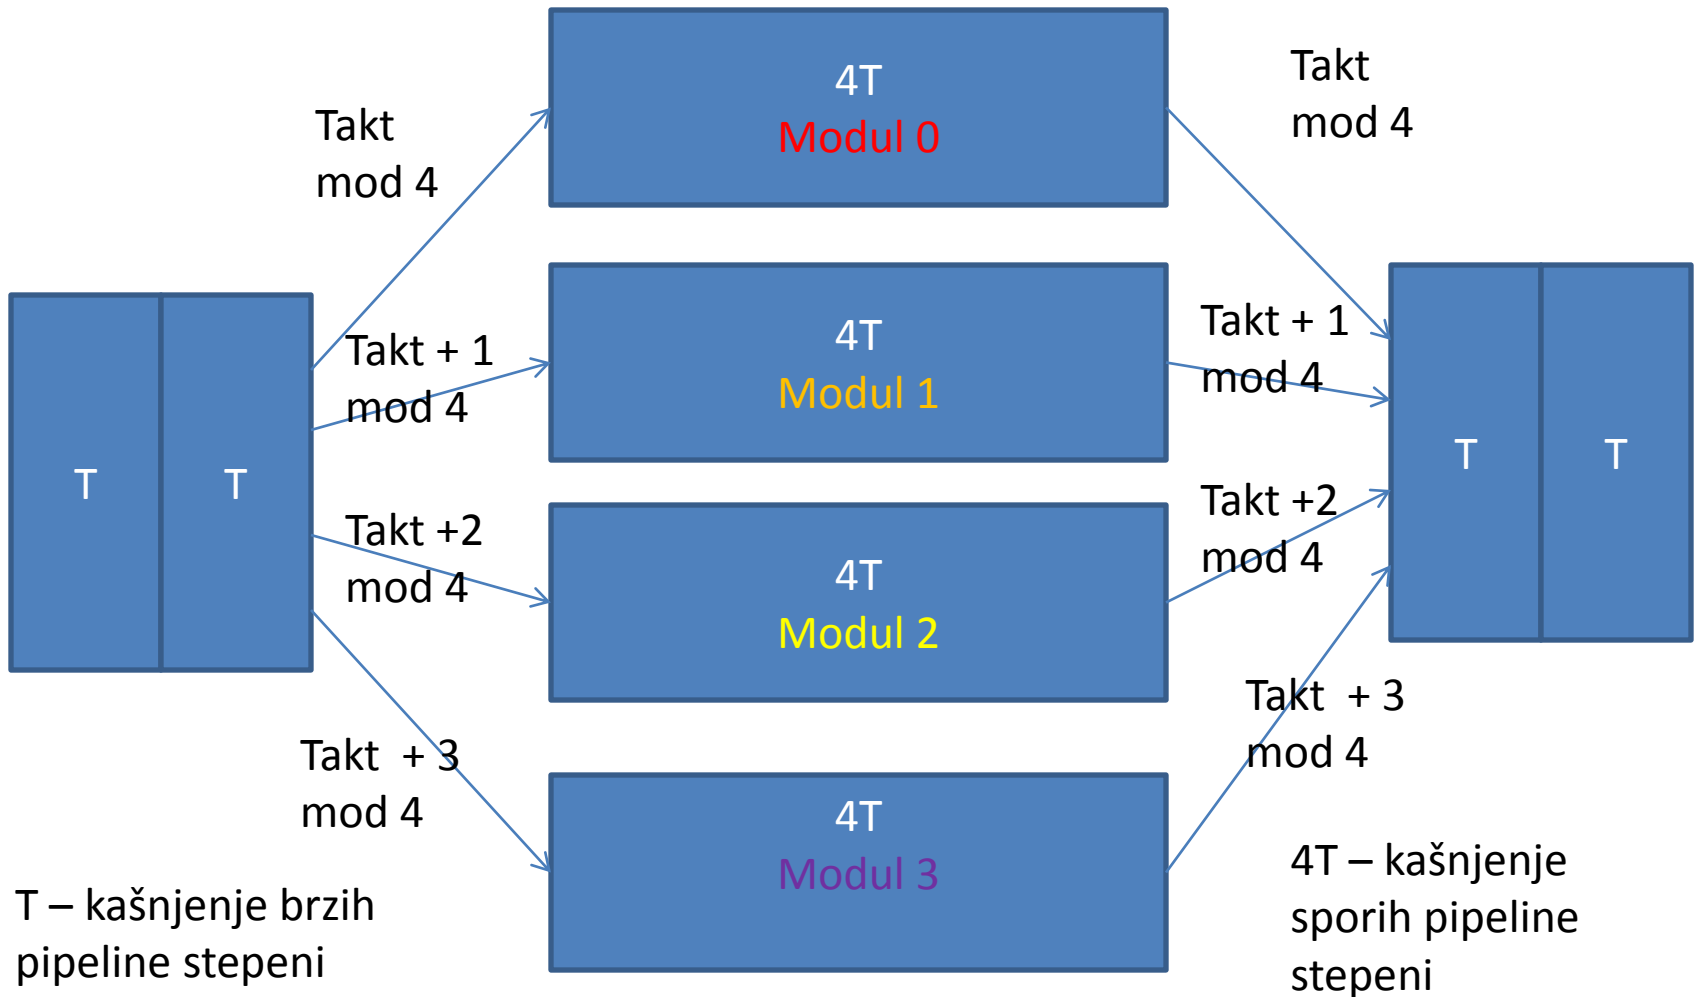 4T
Modul 0
Takt
mod 4
Takt
mod 4
4T
Modul 1
Takt + 1
mod 4
Takt + 1
mod 4
T
T
T
T
Takt +2
mod 4
Takt +2
mod 4
4T
Modul 2
Takt  + 3
mod 4
Takt  + 3
mod 4
4T
Modul 3
T – kašnjenje brzih
pipeline stepeni
4T – kašnjenje
sporih pipeline
stepeni